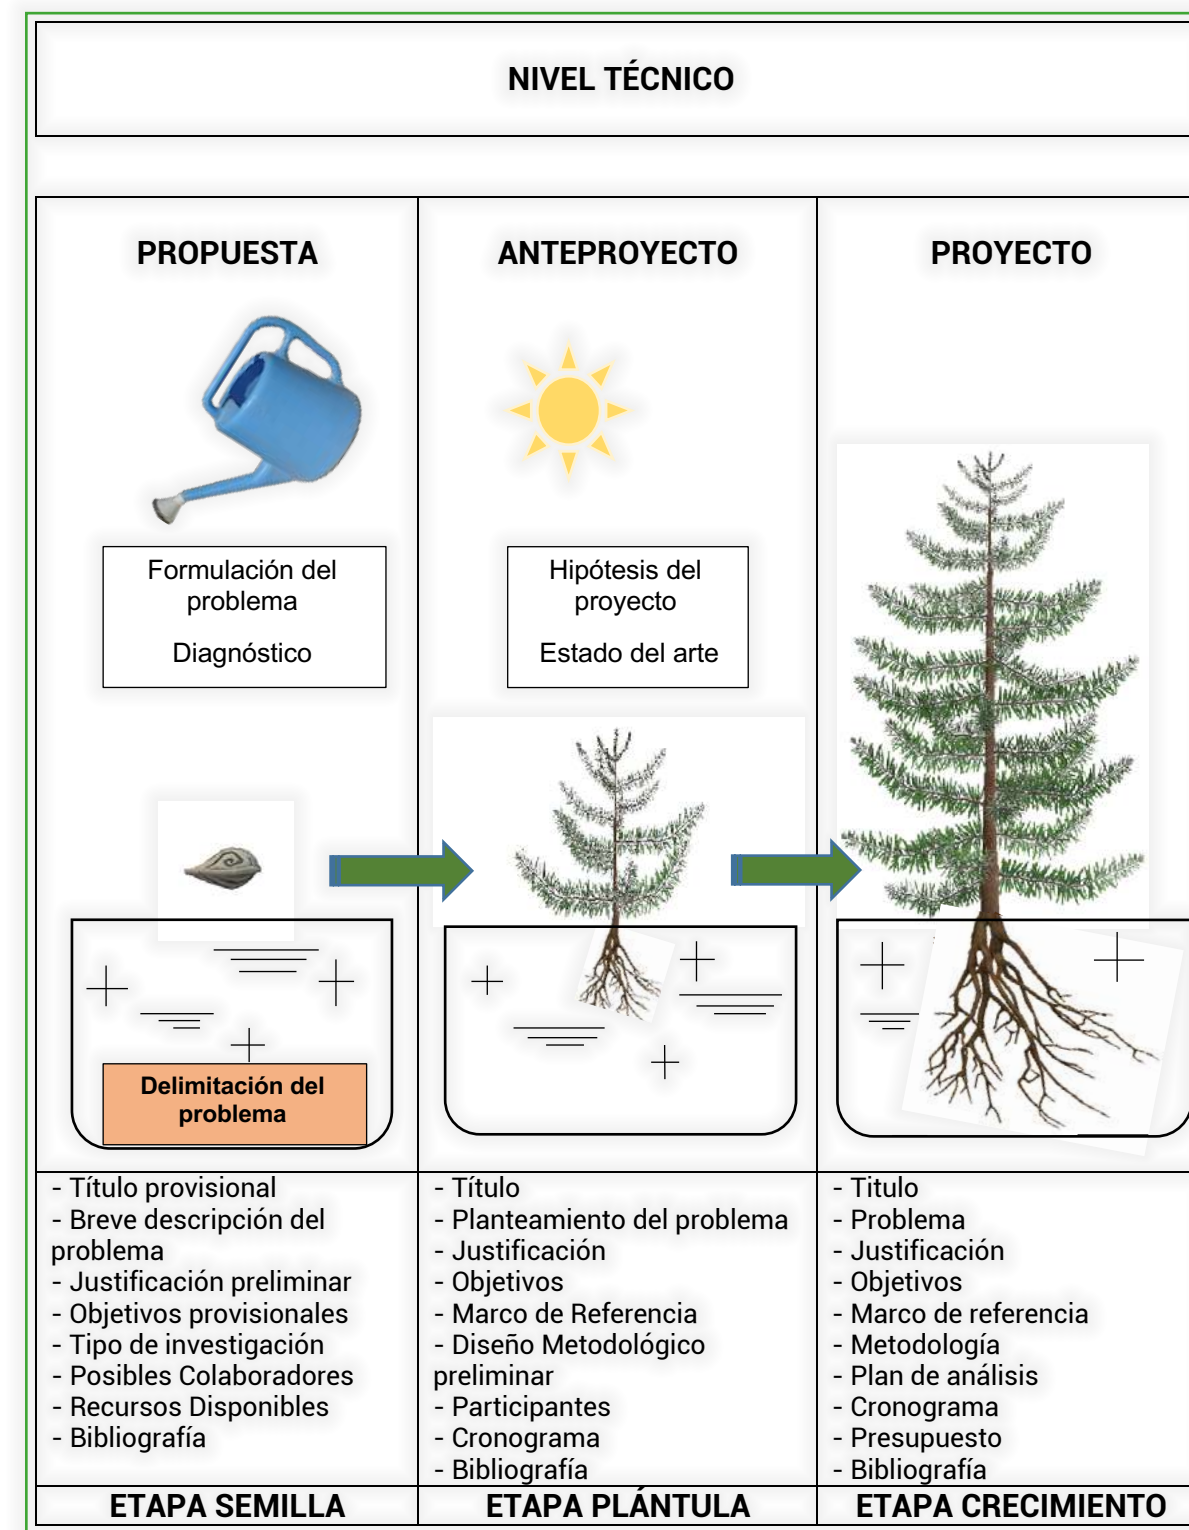 NIVEL TÉCNICO
PROPUESTA
Formulación del
problema
Diagnóstico
Delimitación del
problema
- Título provisional
- Breve descripción del
problema
- Justificación preliminar
- Objetivos provisionales
- Tipo de investigación
- Posibles Colaboradores
- Recursos Disponibles
- Bibliografía
ETAPA SEMILLA
ANTEPROYECTO
Hipótesis del
proyecto
Estado del arte
- Título
- Planteamiento del problema
- Justificación
- Objetivos
- Marco de Referencia
- Diseño Metodológico
preliminar
- Participantes
- Cronograma
- Bibliografía
ETAPA PLÁNTULA
PROYECTO
- Titulo
- Problema
- Justificación
- Objetivos
- Marco de referencia
- Metodología
- Plan de análisis
- Cronograma
- Presupuesto
- Bibliografía
ETAPA CRECIMIENTO